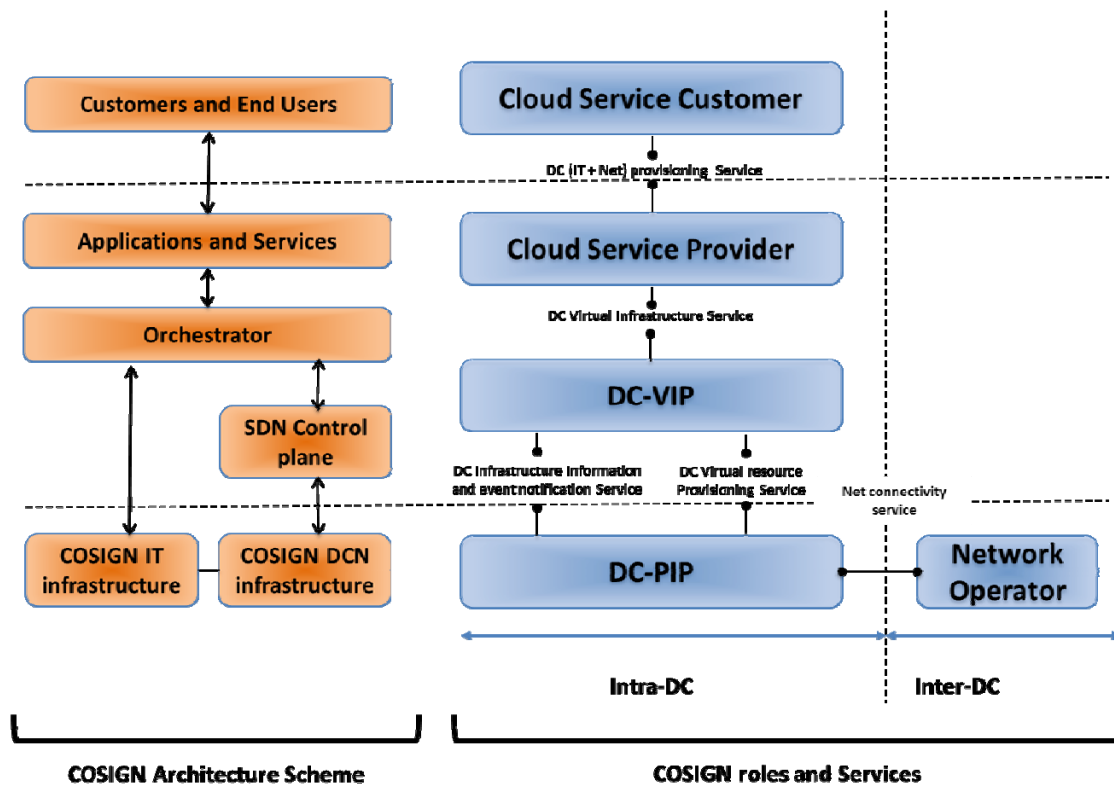 Customers and End Users
Applications and Services
Orchestrator
SDN Control
plane
COSIGN IT
infrastructure
COSIGN DCN
infrastructure
COSIGN Architecture Scheme
Cloud Service Customer
DC (IT + Net) provisioning Service
Cloud Service Provider
DC Virtual Infrastructure Service
DC-VIP
DC Infrastructure Information
and event notification Service
DC Virtual resource
Provisioning Service
Net connectivity
service
DC-PIP
Network
Operator
Intra-DC
Inter-DC
COSIGN roles and Services